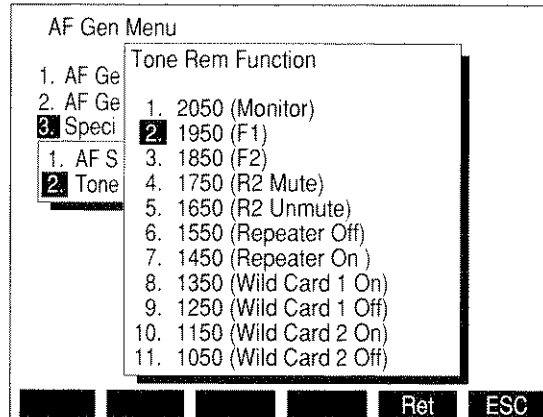 AF Gen Menu
1. AF Ge
2. AF Ge
3. Speci
1. AF S
2. Tone
Tone Rem Function
1. 2050 (Monitor)
2. 1950 (F1)
3. 1850 (F2)
4. 1750 (R2 Mute)
5. 1650 (R2 Unmute)
6. 1550 (Repeater Off)
7. 1450 (Repeater On )
8. 1350 (Wild Card 1 On)
9. 1250 (Wild Card 1 Off)
10. 1150 (Wild Card 2 On)
11. 1050 (Wild Card 2 Off)
Ret ESC